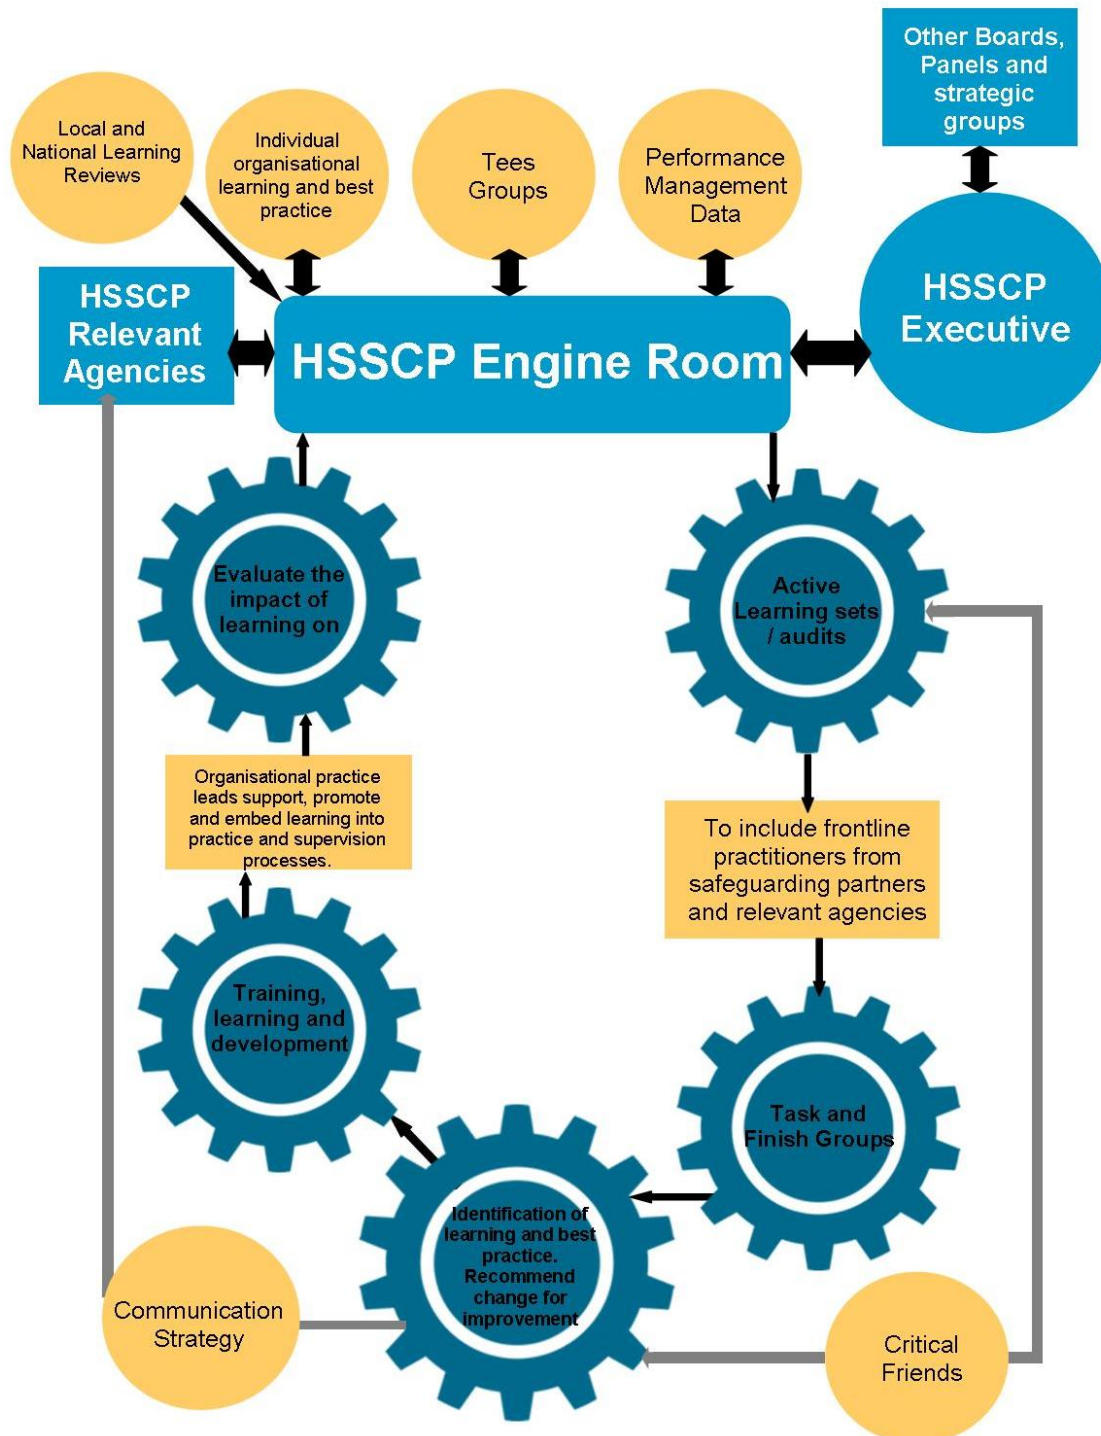 Other Boards,
Panels and
strategic
groups
Local and
National Learning
Reviews
Individual
organisational
learning and best
practice
Tees
Groups
Performance
Management
Data
HSSCP
Relevant
Agencies
HSSCP Engine Room
HSSCP
Executive
Evaluate the
impact of
learning on
Active
Learning sets
/ audits
Organisational practice
leads support, promote
and embed learning into
practice and supervision
processes.
To include frontline
practitioners from
safeguarding partners
and relevant agencies
Training,
learning and
development
Task and
Finish Groups
Identification of
learning and best
practice.
Recommend
change for
improvement
Communication
Strategy
Critical
Friends